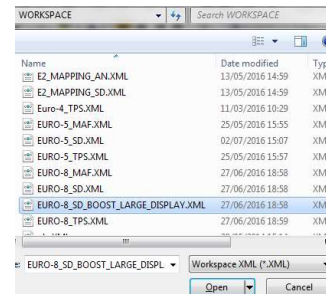 WORKSPACE Search WORKSPACE
Name Date modified Typ
E2_MAPPING_AN.XML 13/05/2016 14:59 XM
E2_MAPPING_SD.XML 13/05/2016 14:59 XM
Euro-4_TPS.XML 11/03/2016 10:29 XM
EURO-5_MAF.XML 25/05/2016 15:55 XM
EURO-5_SD.XML 02/07/2016 15:07 XM
EURO-5_TPS.XML 25/05/2016 15:57 XM
EURO-8_MAF.XML 27/06/2016 18:58 XM
EURO-8_SD.XML 27/06/2016 18:58 XM
EURO-8_SD_BOOST_LARGE_DISPLAY.XML 27/06/2016 18:58 XM
EURO-8_TPS.XML 27/06/2016 18:59 XM
e: EURO-8_SD_BOOST_LARGE_DISPL Workspace XML (*.XML)
Open Cancel